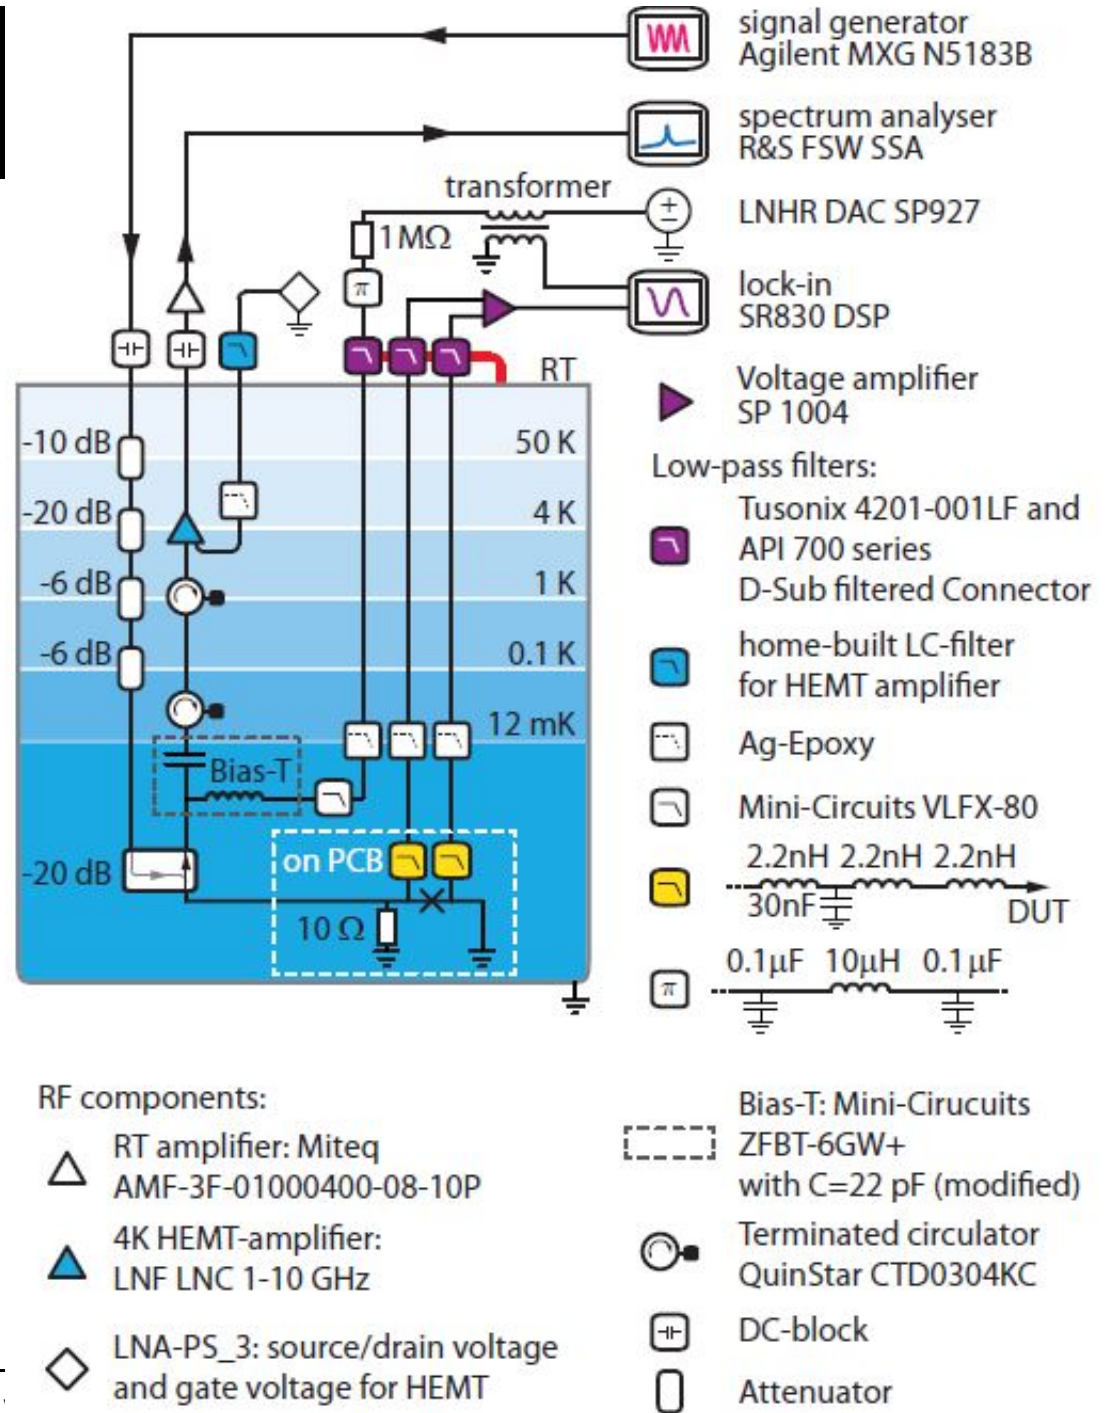 signal generator
Agilent MXG N5183B
spectrum analyser
R&S FSW SSA
transformer
LNHR DAC SP927
1MΩ
π
lock-in
SR830 DSP
RT
Voltage amplifier
SP 1004
-10 dB
50 K
-20 dB
4 K
-6 dB
1 K
-6 dB
0.1 K
12 mK
Bias-T
on PCB
-20 dB
10 Ω
Low-pass filters:
Tusonix 4201-001LF and
API 700 series
D-Sub filtered Connector
home-built LC-filter
for HEMT amplifier
Ag-Epoxy
Mini-Circuits VLFX-80
2.2nH 2.2nH 2.2nH
30nF
DUT
0.1µF 10µH 0.1µF
π
RF components:
RT amplifier: Miteq
AMF-3F-01000400-08-10P
4K HEMT-amplifier:
LNF LNC 1-10 GHz
LNA-PS_3: source/drain voltage
and gate voltage for HEMT
Bias-T: Mini-Cirucuits
ZFBT-6GW+
with C=22 pF (modified)
Terminated circulator
QuinStar CTD0304KC
DC-block
Attenuator